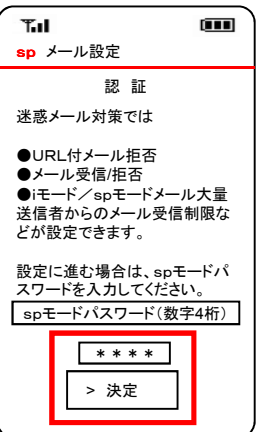 sp メール設定
認 証
迷惑メール対策では
●URL付メール拒否
●メール受信/拒否
●iモード／spモードメール大量
送信者からのメール受信制限な
どが設定できます。
設定に進む場合は、spモードパ
スワードを入力してください。
spモードパスワード（数字4桁）
＊＊＊＊
> 決定